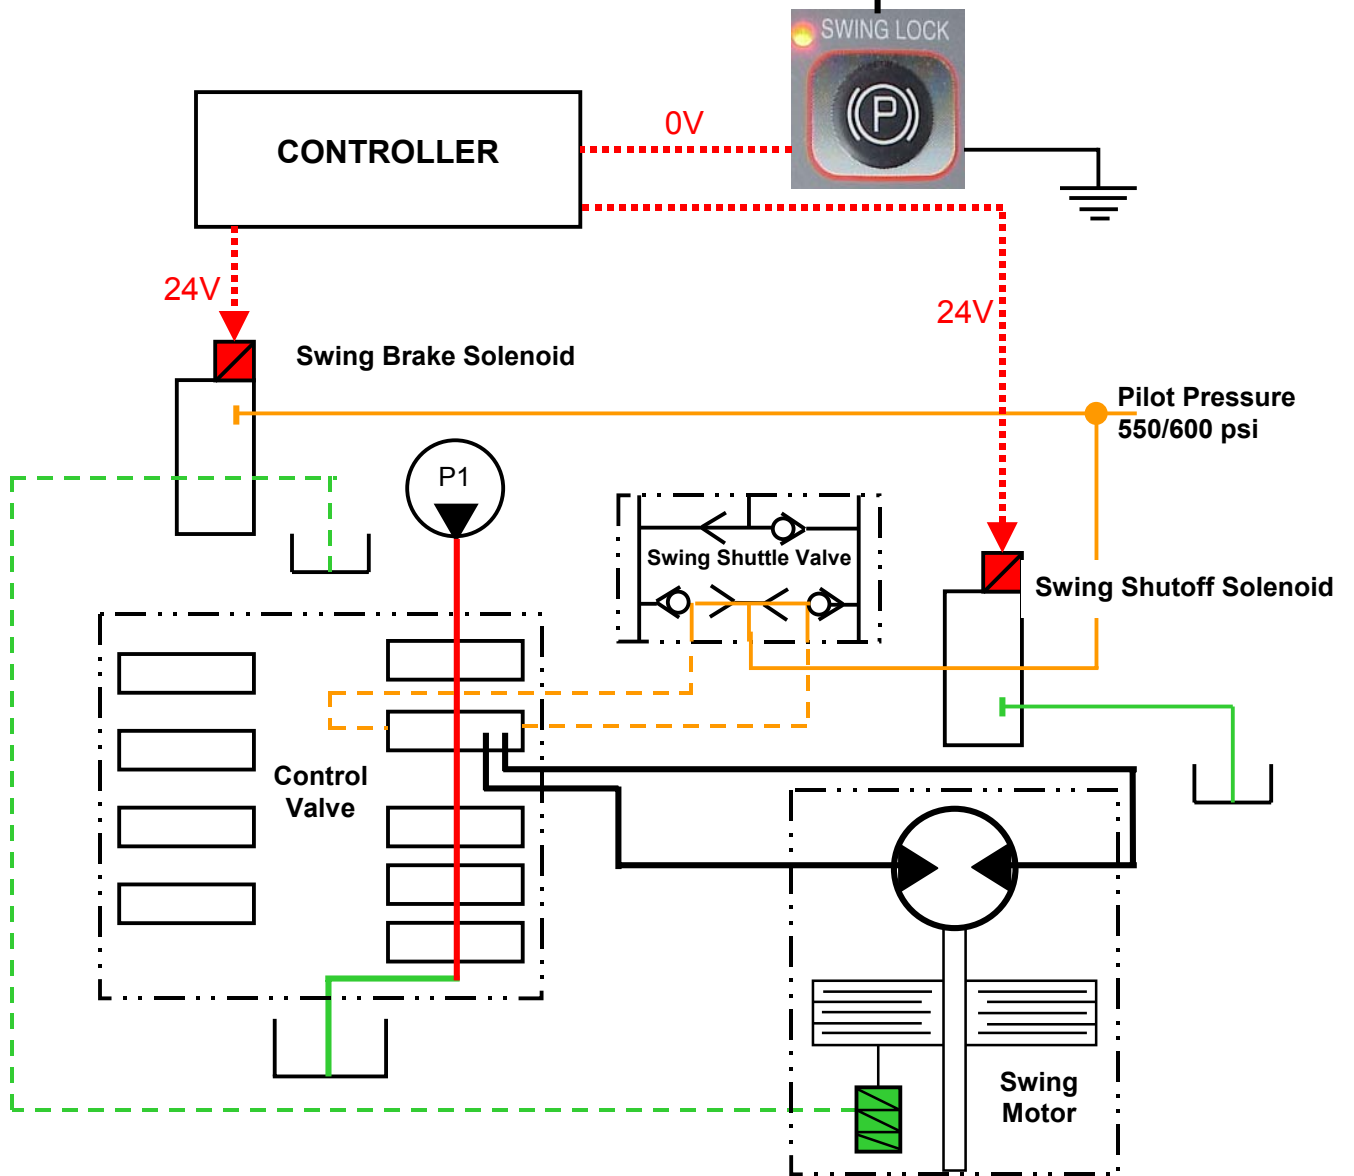 SWING LOCK
P
0V
CONTROLLER
24V
24V
Swing Brake Solenoid
Pilot Pressure
550/600 psi
P1
Swing Shuttle Valve
Swing Shutoff Solenoid
Control
Valve
Swing
Motor